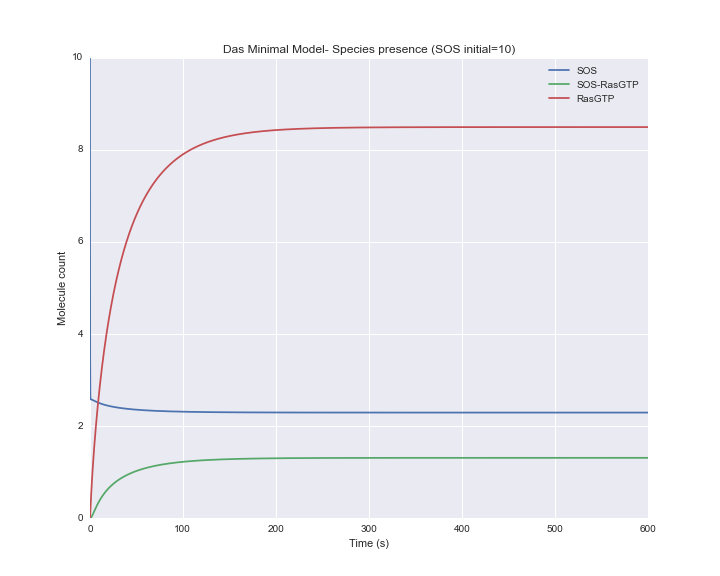 Das Minimal Model- Species presence (SOS initial=10)
10
SOS
SOS-RasGTP
RasGTP
8
6
Molecule count
4
2
0
0 100 200 300 400 500 600
Time (s)